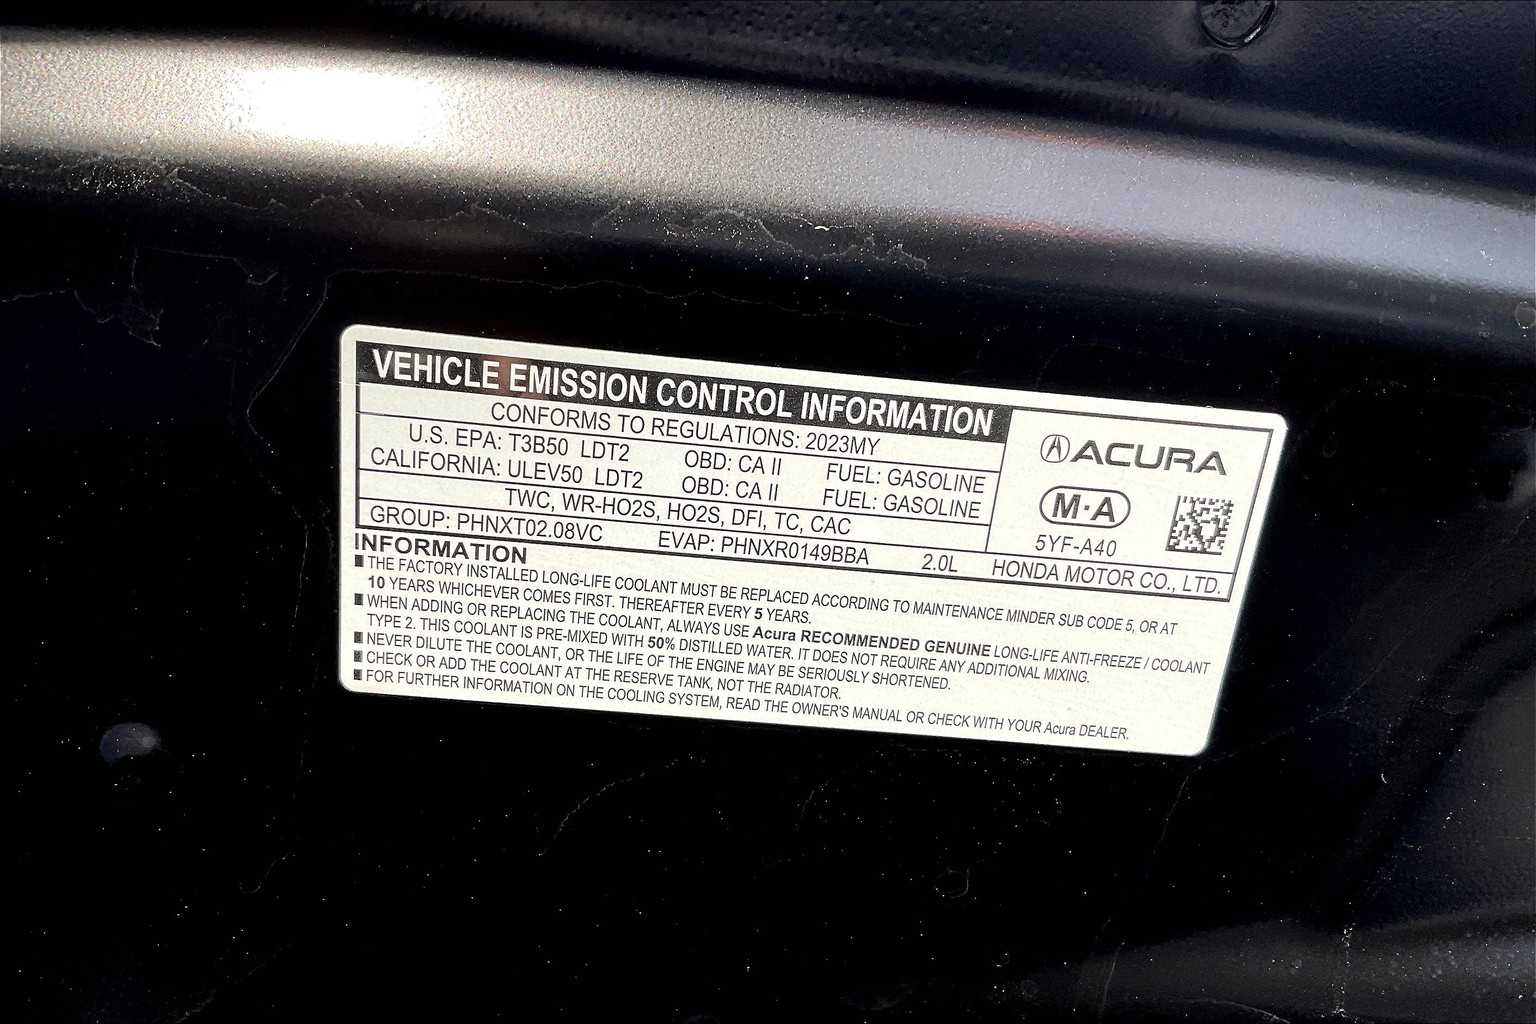 VEHICLE EMISSION CONTROL INFORMATION
CONFORMS TO REGULATIONS: 2023MY
U.S. EPA: T3B50 LDT2 OBD: CA II FUEL: GASOLINE
CALIFORNIA: ULEV50 LDT2 OBD: CA II FUEL: GASOLINE
TWC, WR-HO2S, HO2S, DFI, TC, CAC
GROUP: PHNXT02.08VC EVAP: PHNXR0149BBA 2.0L HONDA MOTOR CO., LTD.
ACURA
M·A
5YF-A40
INFORMATION
THE FACTORY INSTALLED LONG-LIFE COOLANT MUST BE REPLACED ACCORDING TO MAINTENANCE MINDER SUB CODE 5, OR AT
10 YEARS WHICHEVER COMES FIRST. THEREAFTER EVERY 5 YEARS.
WHEN ADDING OR REPLACING THE COOLANT, ALWAYS USE Acura RECOMMENDED GENUINE LONG-LIFE ANTI-FREEZE / COOLANT
TYPE 2. THIS COOLANT IS PRE-MIXED WITH 50% DISTILLED WATER. IT DOES NOT REQUIRE ANY ADDITIONAL MIXING.
NEVER DILUTE THE COOLANT, OR THE LIFE OF THE ENGINE MAY BE SERIOUSLY SHORTENED.
CHECK OR ADD THE COOLANT AT THE RESERVE TANK, NOT THE RADIATOR.
FOR FURTHER INFORMATION ON THE COOLING SYSTEM, READ THE OWNER'S MANUAL OR CHECK WITH YOUR Acura DEALER.